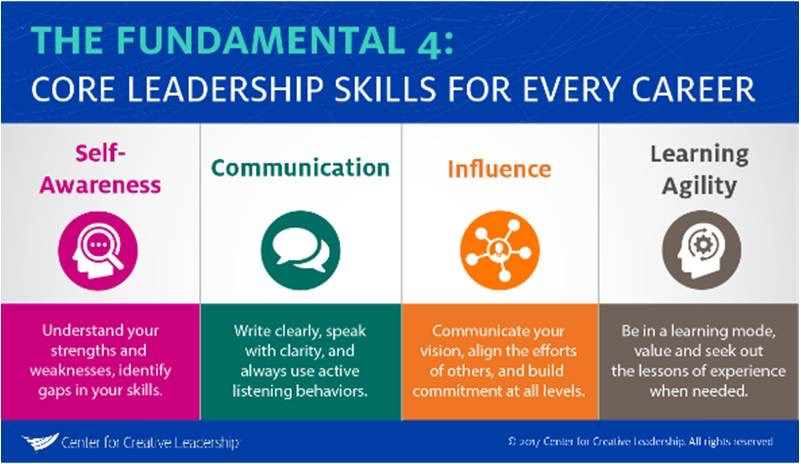 THE FUNDAMENTAL 4:
CORE LEADERSHIP SKILLS FOR EVERY CAREER
Self-
Awareness
Understand your
strengths and
weaknesses, identify
gaps in your skills.
Communication
Write clearly, speak
with clarity, and
always use active
listening behaviors.
Influence
Communicate your
vision, align the efforts
of others, and build
commitment at all levels.
Learning
Agility
Be in a learning mode,
value and seek out
the lessons of experience
when needed.
Center for Creative Leadership
© 2017 Center for Creative Leadership. All rights reserved